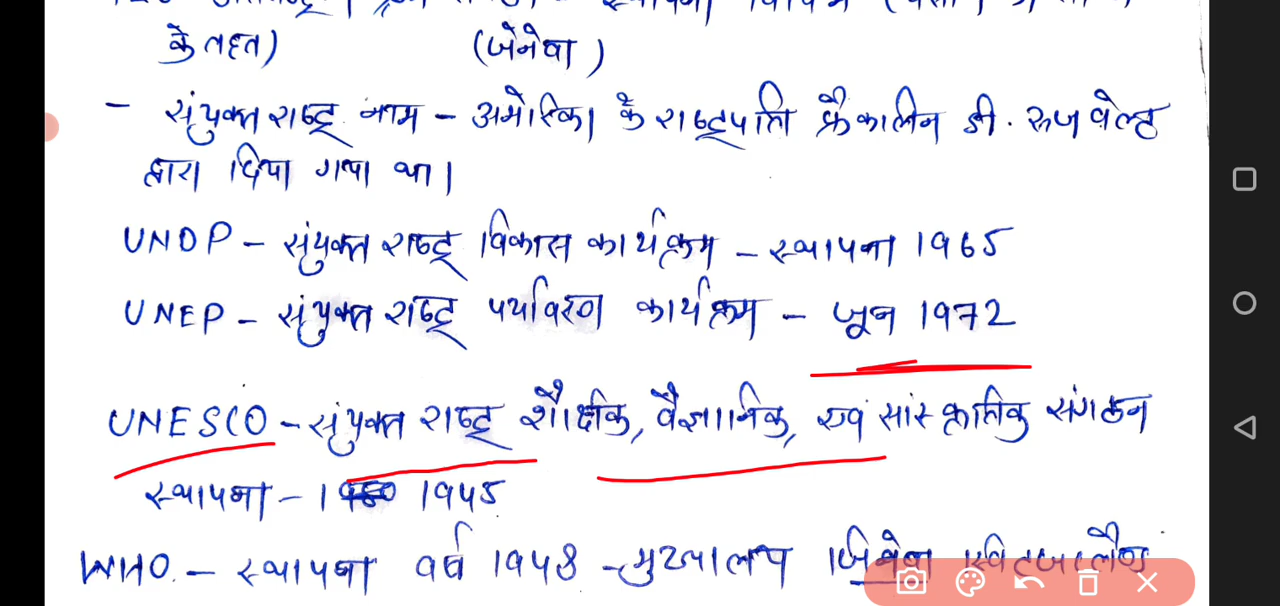 के तहत) (जेनेवा)
- संयुक्त राष्ट्र नाम - अमेरिका के राष्ट्रपति फ्रैंकलिन डी. रुजवेल्ट
द्वारा दिया गया था।
UNDP - संयुक्त राष्ट्र विकास कार्यक्रम - स्थापना 1965
UNEP - संयुक्त राष्ट्र पर्यावरण कार्यक्रम - जून 1972
UNESCO - संयुक्त राष्ट्र शैक्षिक, वैज्ञानिक, एवं सांस्कृतिक संगठन
स्थापना - 1945
WHO. - स्थापना वर्ष 1948 - मुख्यालय जिनेवा